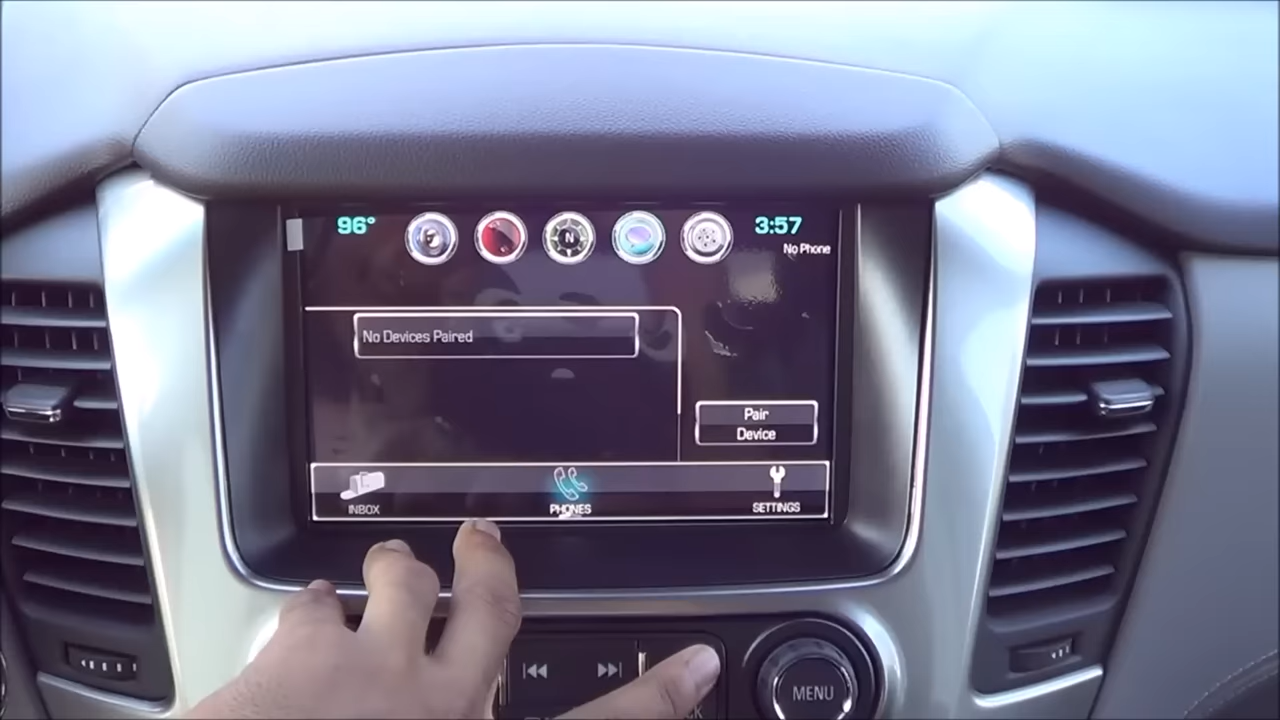 96°
N
3:57
No Phone
No Devices Paired
Pair
Device
INBOX
PHONES
SETTINGS
MENU